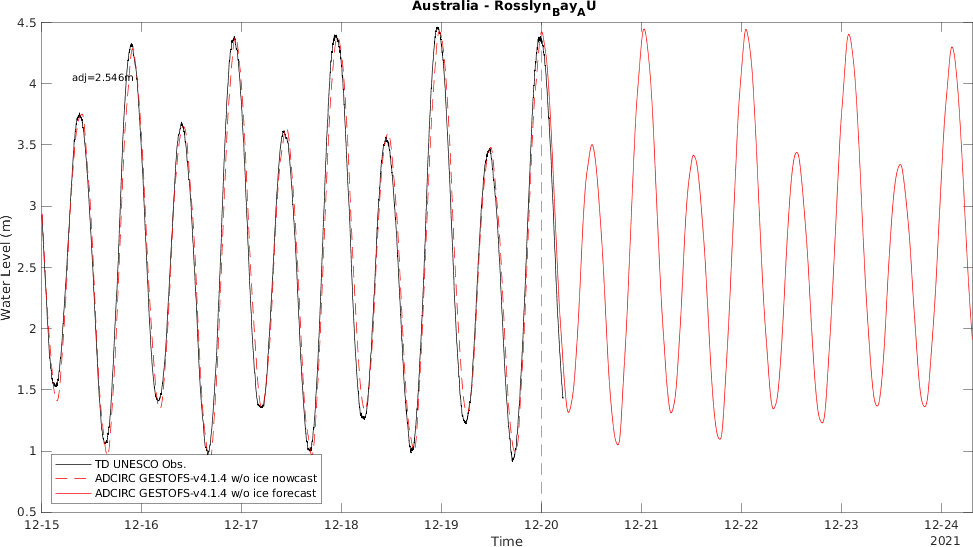 Australia - Rosslyn_Bay_AU
4.5
4
adj=2.546m
3.5
3
2.5
2
1.5
1
0.5
Water Level (m)
TD UNESCO Obs.
ADCIRC GESTOFS-v4.1.4 w/o ice nowcast
ADCIRC GESTOFS-v4.1.4 w/o ice forecast
12-15 12-16 12-17 12-18 12-19 12-20 12-21 12-22 12-23 12-24
Time
2021